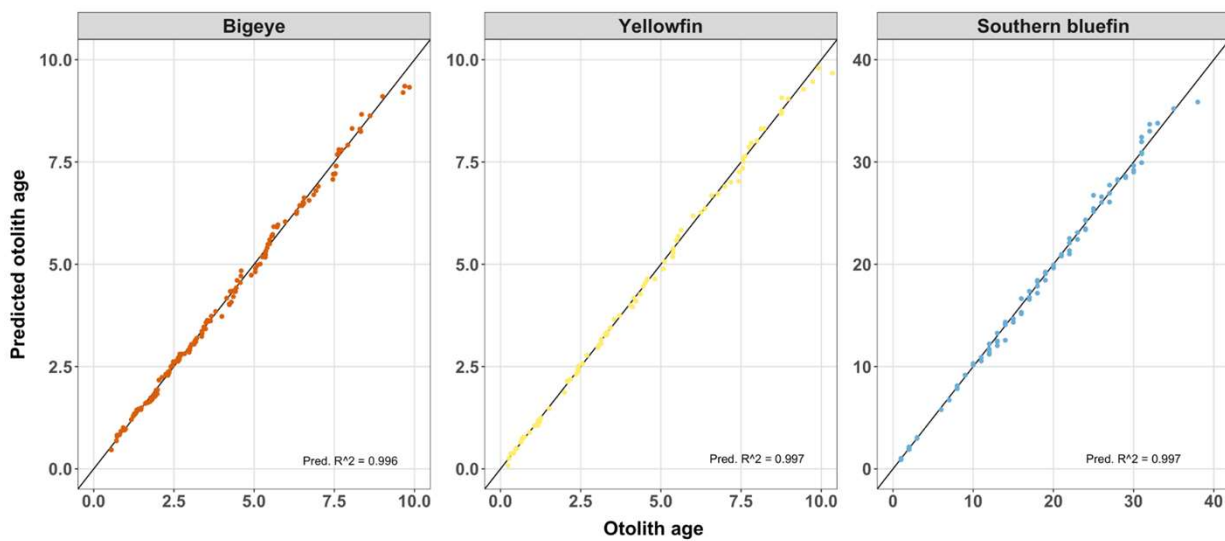 Bigeye Yellowfin Southern bluefin
Predicted otolith age
10.0
7.5
5.0
2.5
0.0
Pred. R^2 = 0.996
0.0 2.5 5.0 7.5 10.0
10.0
7.5
5.0
2.5
0.0
Pred. R^2 = 0.997
0.0 2.5 5.0 7.5 10.0
40
30
20
10
0
Pred. R^2 = 0.997
0 10 20 30 40
Otolith age